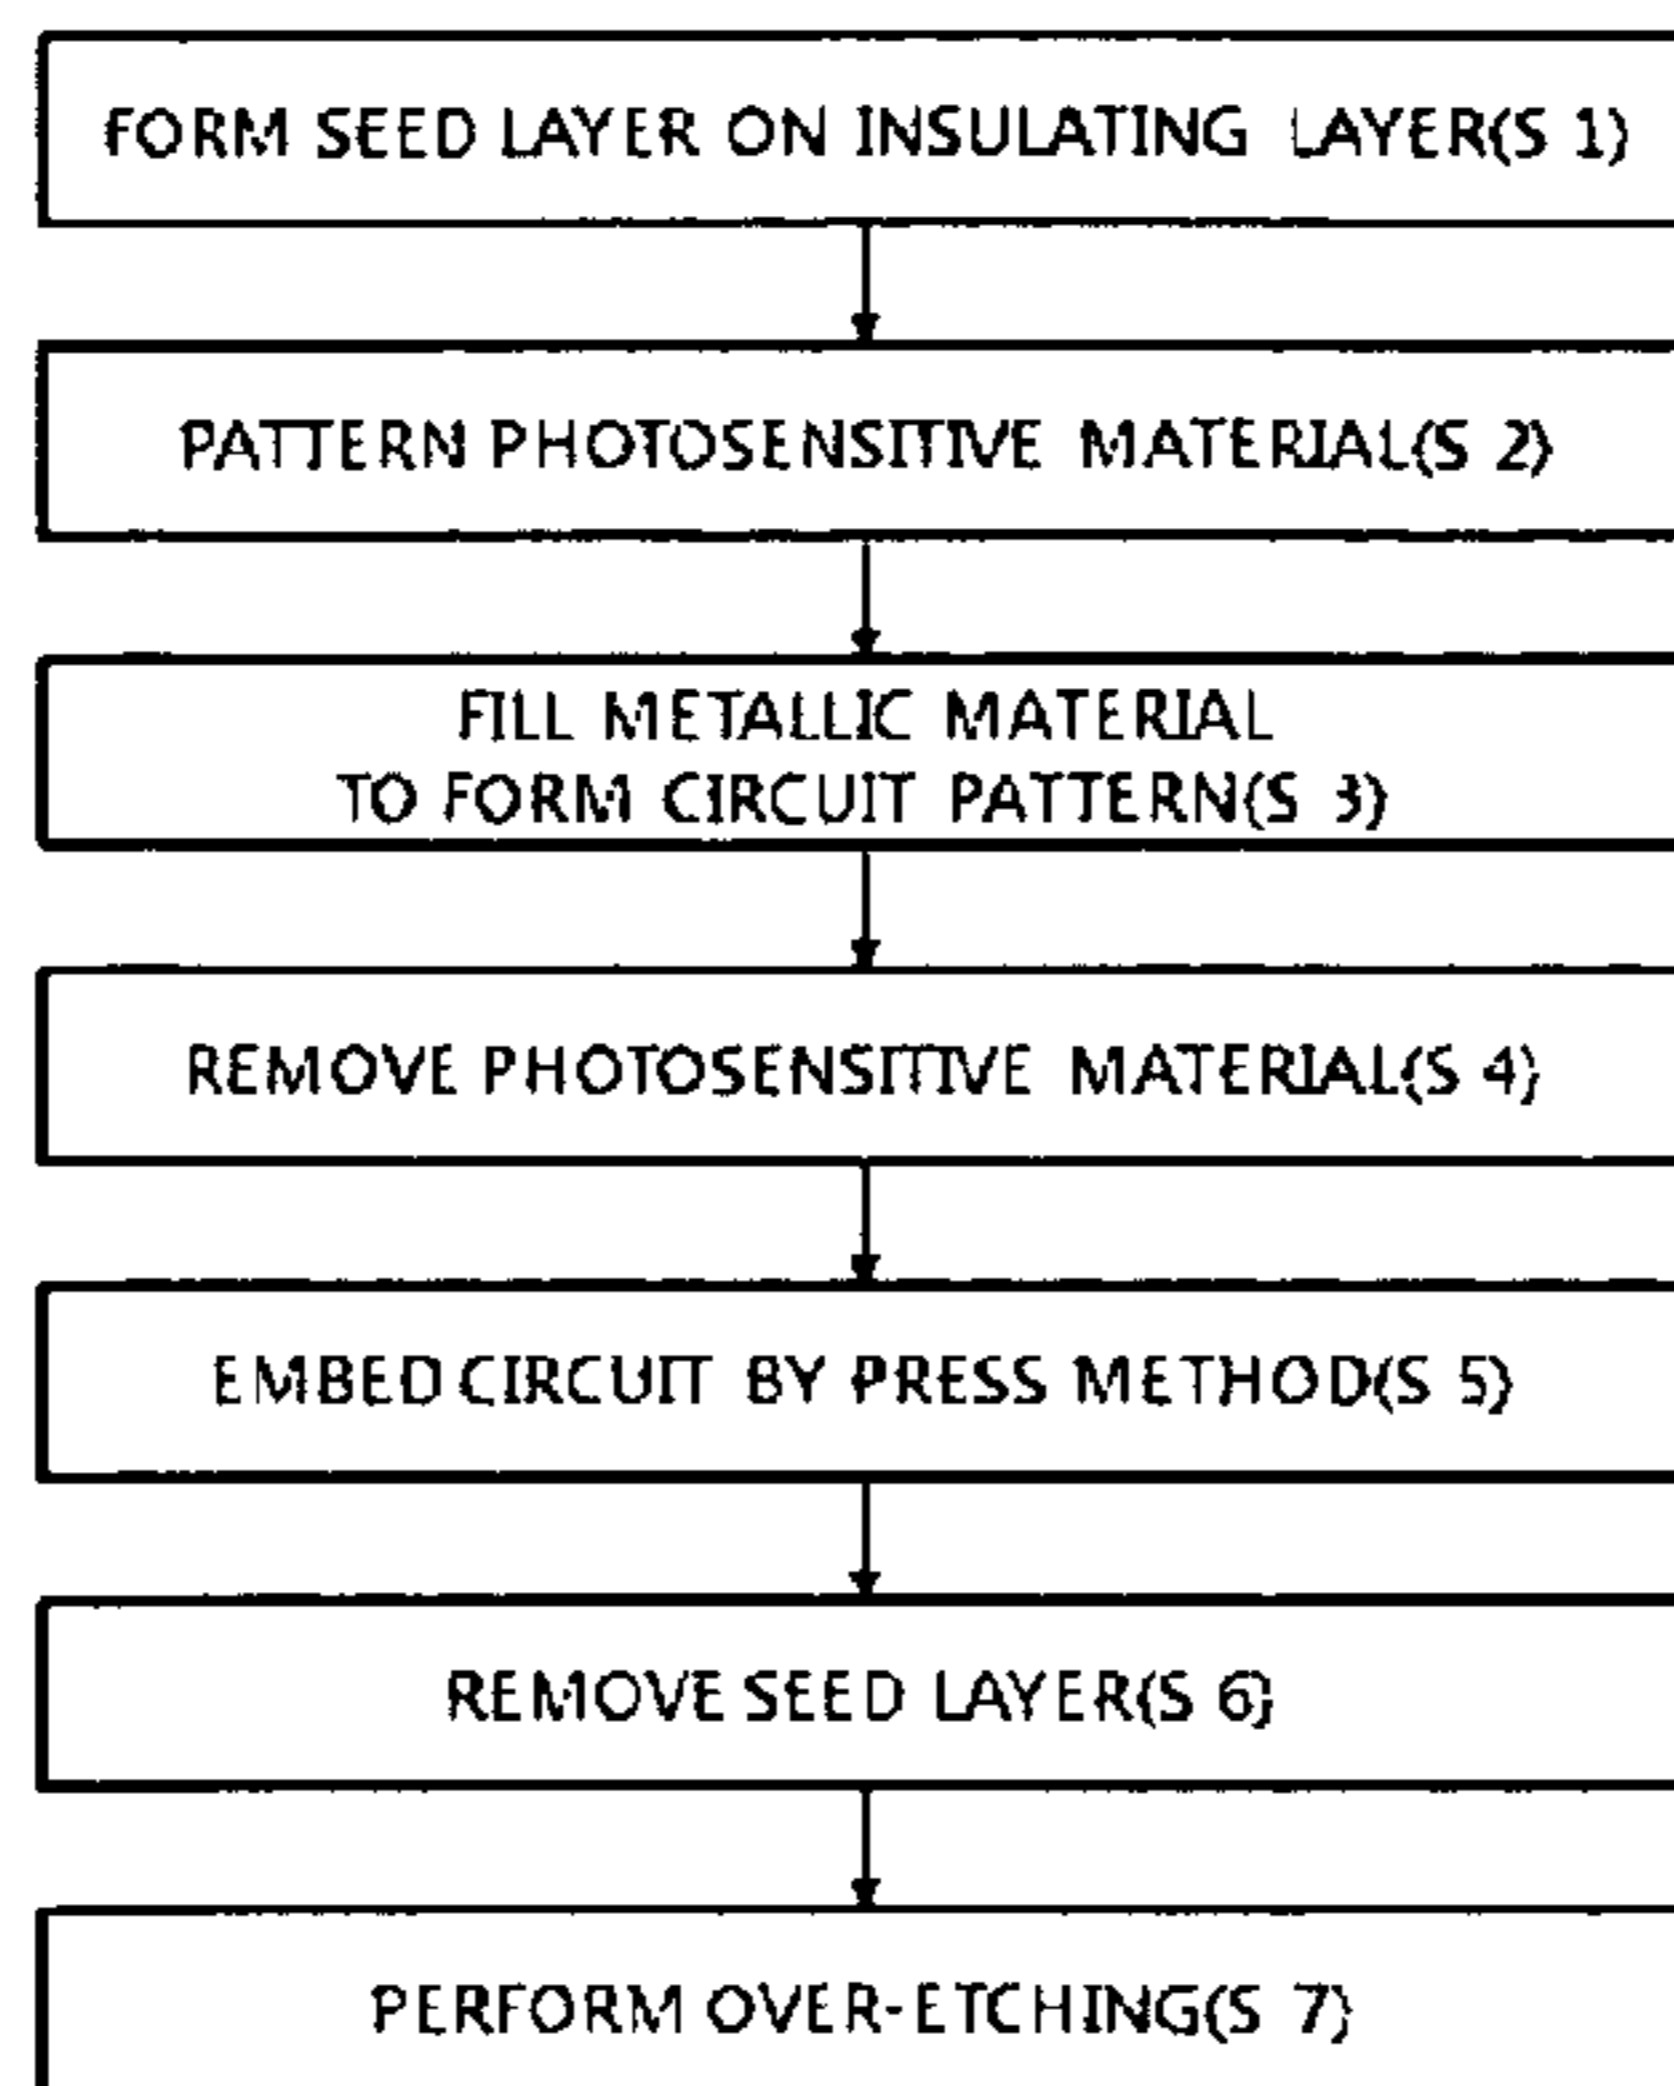 FORM SEED LAYER ON INSULATING LAYER(S 1)
PATTERN PHOTOSENSITIVE MATERIAL(S 2)
FILL METALLIC MATERIAL
TO FORM CIRCUIT PATTERN(S 3)
REMOVE PHOTOSENSITIVE MATERIAL(S 4)
EMBED CIRCUIT BY PRESS METHOD(S 5)
REMOVE SEED LAYER(S 6)
PERFORM OVER-ETCHING(S 7)